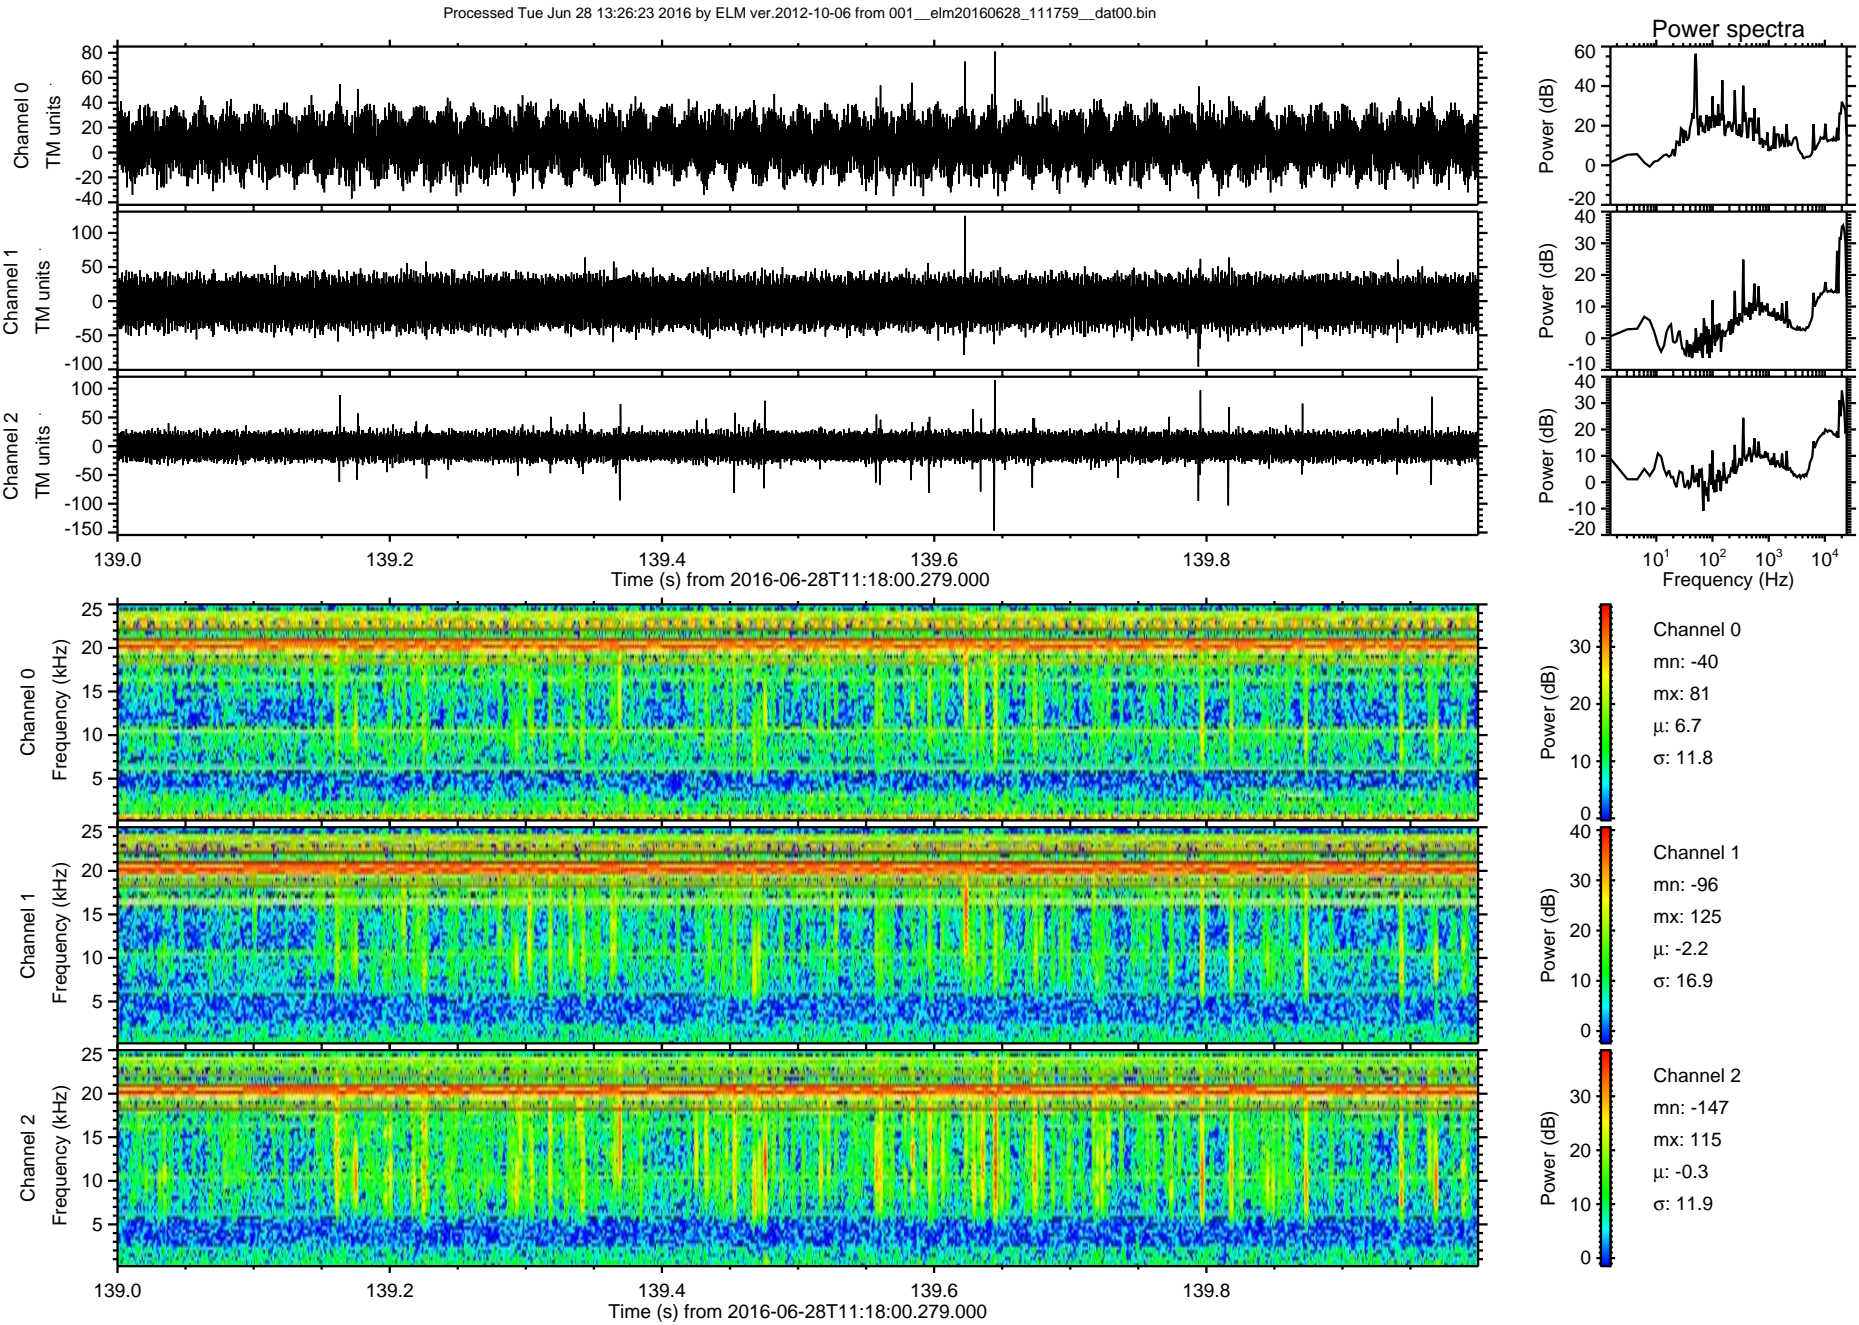 Processed Tue Jun 28 13:26:23 2016 by ELM ver.2012-10-06 from 001__elm20160628_111759__dat00.bin
Power spectra
Channel 0
TM units
80
60
40
20
0
-20
-40
Power (dB)
60
40
20
0
-20
Channel 1
TM units
100
50
0
-50
-100
Power (dB)
40
30
20
10
0
-10
Channel 2
TM units
100
50
0
-50
-100
-150
Power (dB)
40
30
20
10
0
-10
-20
139.0 139.2 139.4 139.6 139.8
Time (s) from 2016-06-28T11:18:00.279.000
10^1 10^2 10^3 10^4
Frequency (Hz)
Channel 0
Frequency (kHz)
25
20
15
10
5
Power (dB)
30
20
10
0
Channel 0
mn: -40
mx: 81
µ: 6.7
σ: 11.8
Channel 1
Frequency (kHz)
25
20
15
10
5
Power (dB)
40
30
20
10
0
Channel 1
mn: -96
mx: 125
µ: -2.2
σ: 16.9
Channel 2
Frequency (kHz)
25
20
15
10
5
Power (dB)
30
20
10
0
Channel 2
mn: -147
mx: 115
µ: -0.3
σ: 11.9
139.0 139.2 139.4 139.6 139.8
Time (s) from 2016-06-28T11:18:00.279.000